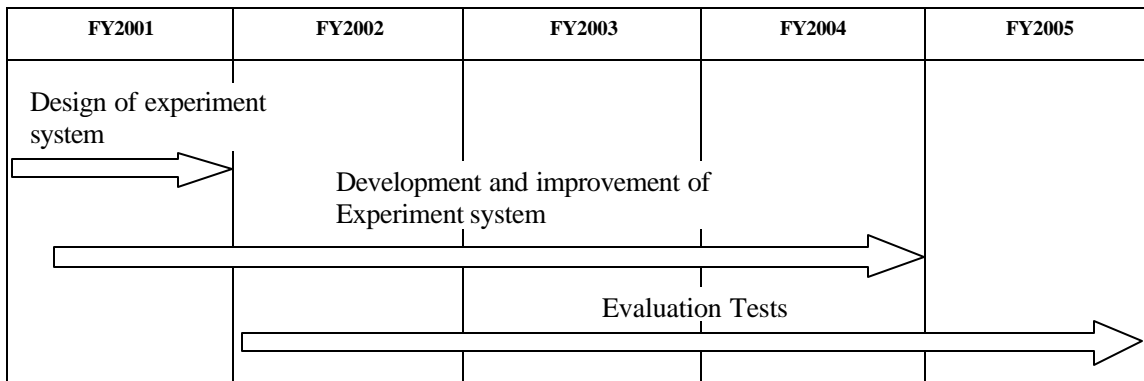 FY2001 FY2002 FY2003 FY2004 FY2005
Design of experiment
system
Development and improvement of
Experiment system
Evaluation Tests